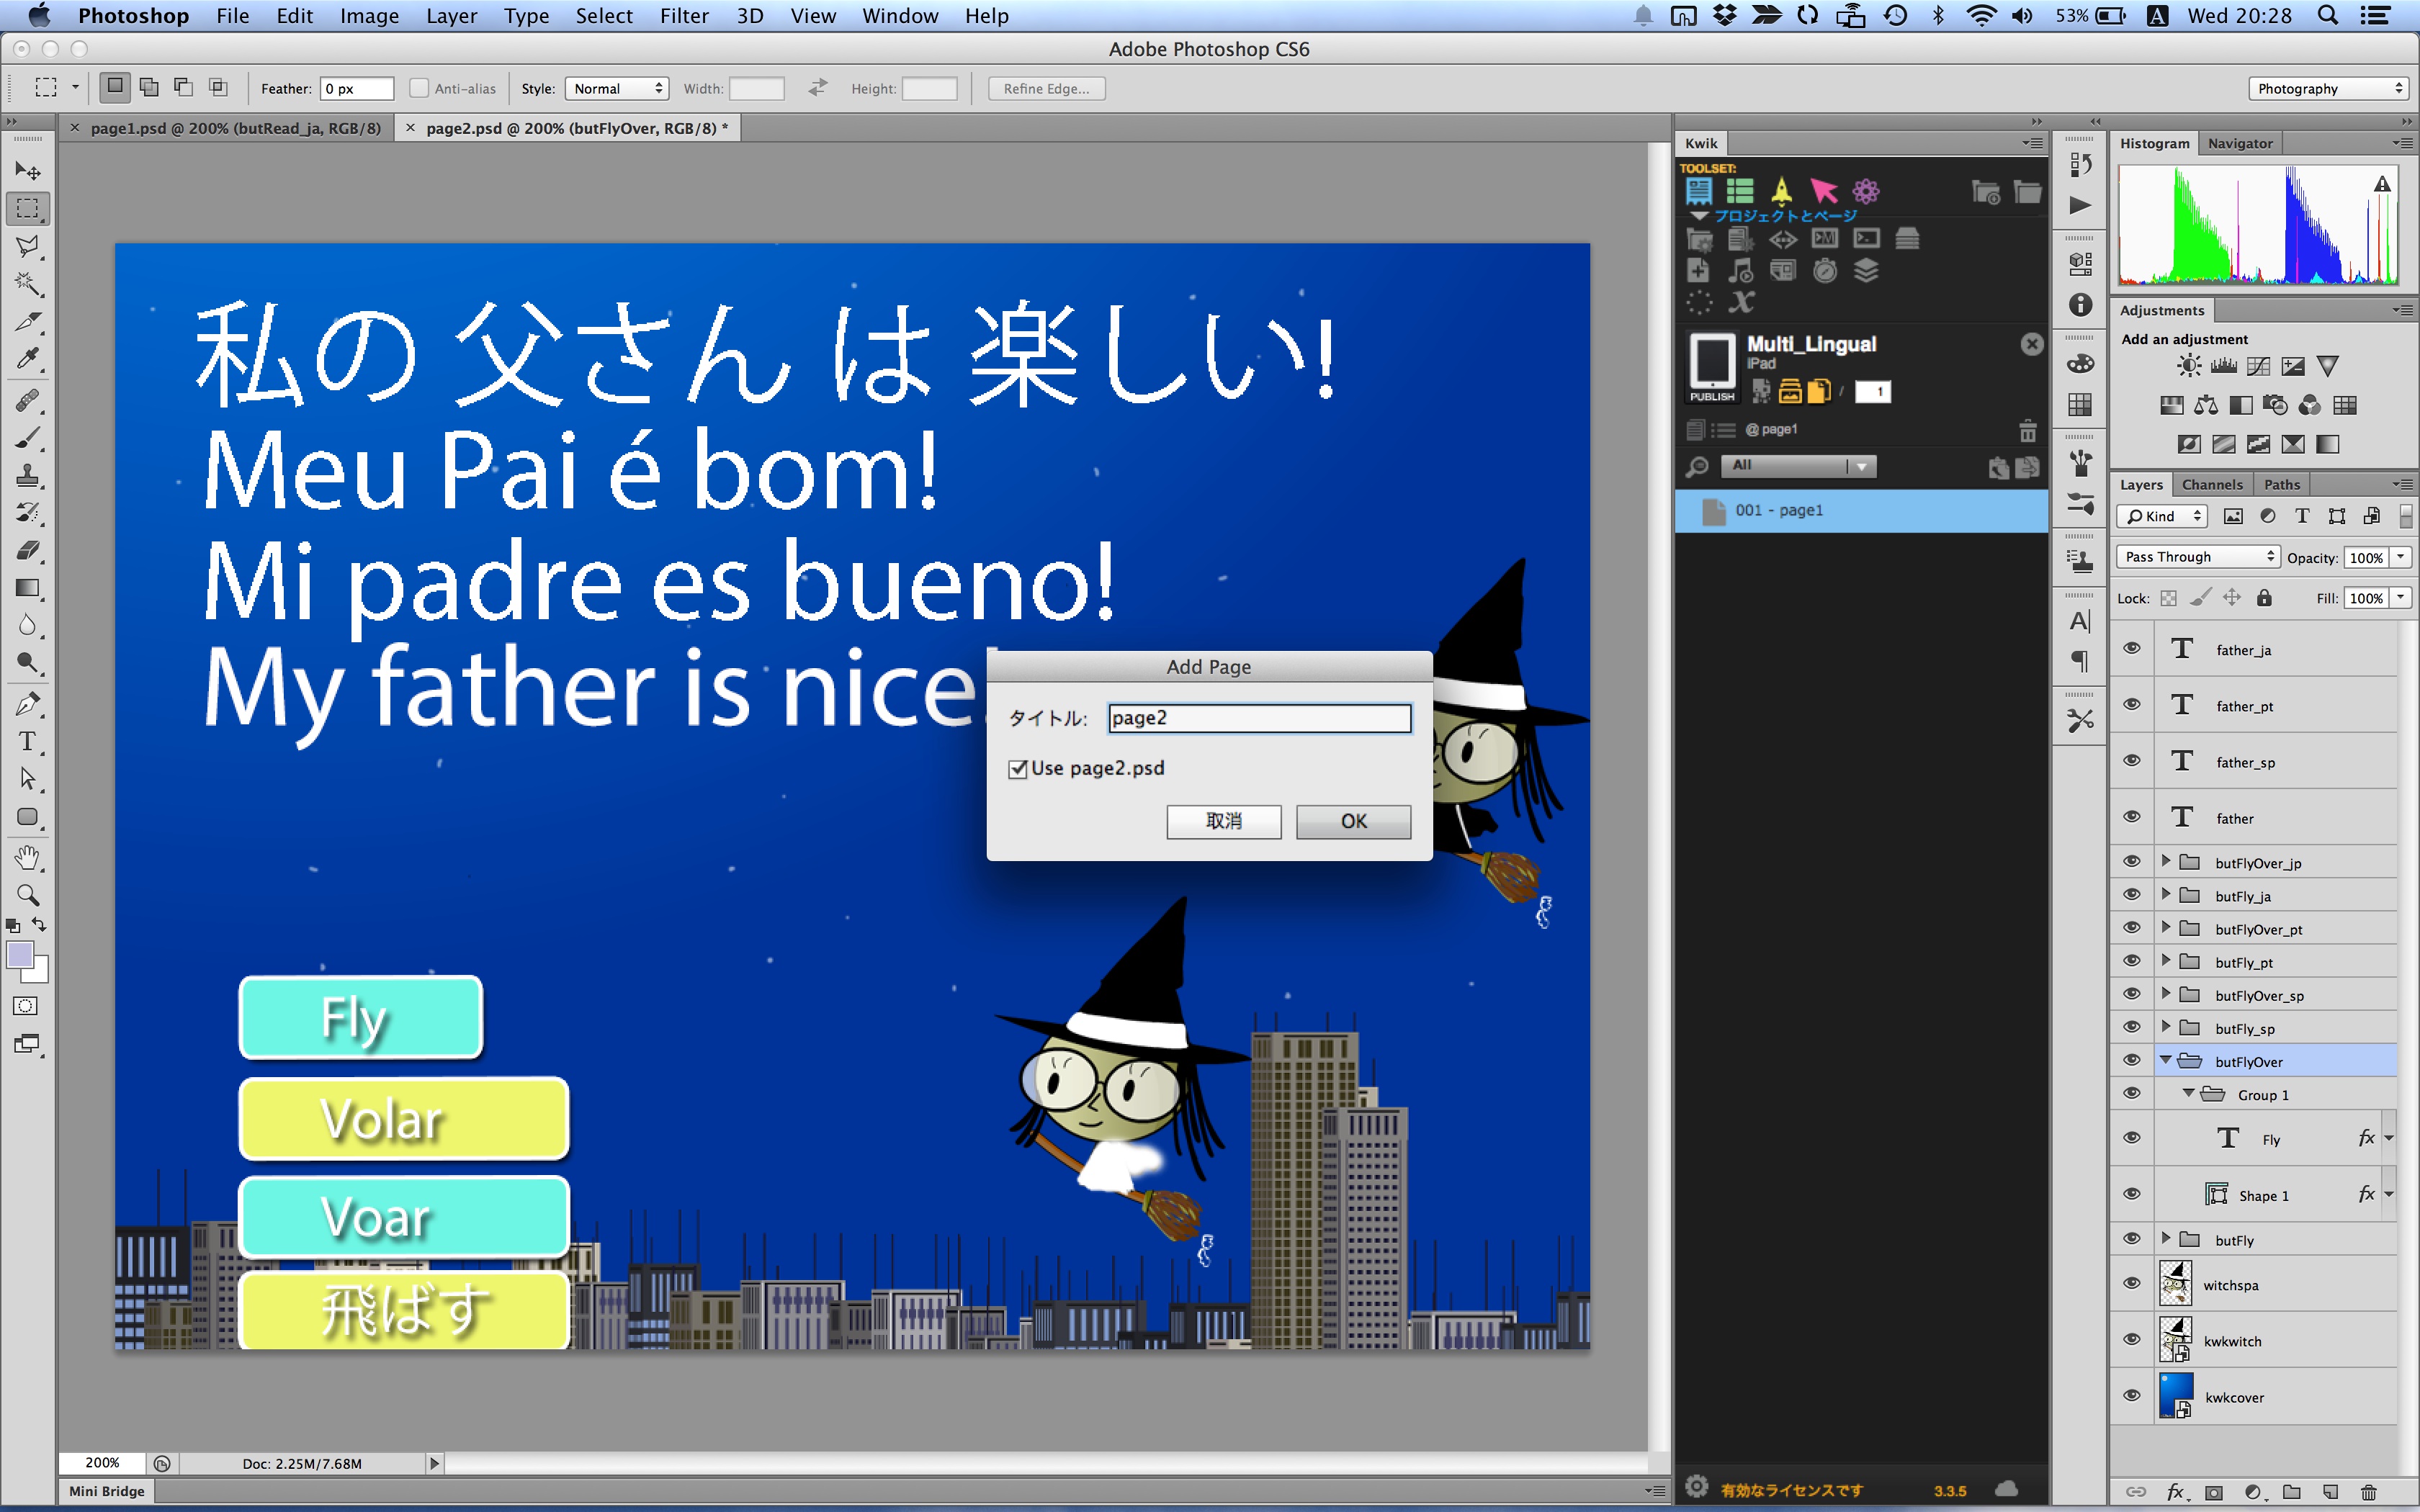 Photoshop File Edit Image Layer Type Select Filter 3D View Window Help 53% A Wed 20:28
Adobe Photoshop CS6
Feather: 0 px Anti-alias Style: Normal Width: Height: Refine Edge... Photography
page1.psd @ 200% (butRead_ja, RGB/8) page2.psd @ 200% (butFlyOver, RGB/8) *
私の 父さん は 楽しい!
Meu Pai é bom!
Mi padre es bueno!
My father is nice!
Fly
Volar
Voar
飛ばす
Add Page
タイトル: page2
Use page2.psd
取消 OK
200% Doc: 2.25M/7.68M
Mini Bridge
Kwik
TOOLSET:
プロジェクトとページ
Multi_Lingual
iPad
PUBLISH / 1
@page1
All
001 - page1
有効なライセンスです 3.3.5
Histogram Navigator
Adjustments
Add an adjustment
Layers Channels Paths
Kind
Pass Through Opacity: 100%
Lock: Fill: 100%
father_ja
father_pt
father_sp
father
butFlyOver_jp
butFly_ja
butFlyOver_pt
butFly_pt
butFlyOver_sp
butFly_sp
butFlyOver
Group 1
Fly fx
Shape 1 fx
butFly
witchspa
kwkwitch
kwkcover
fx